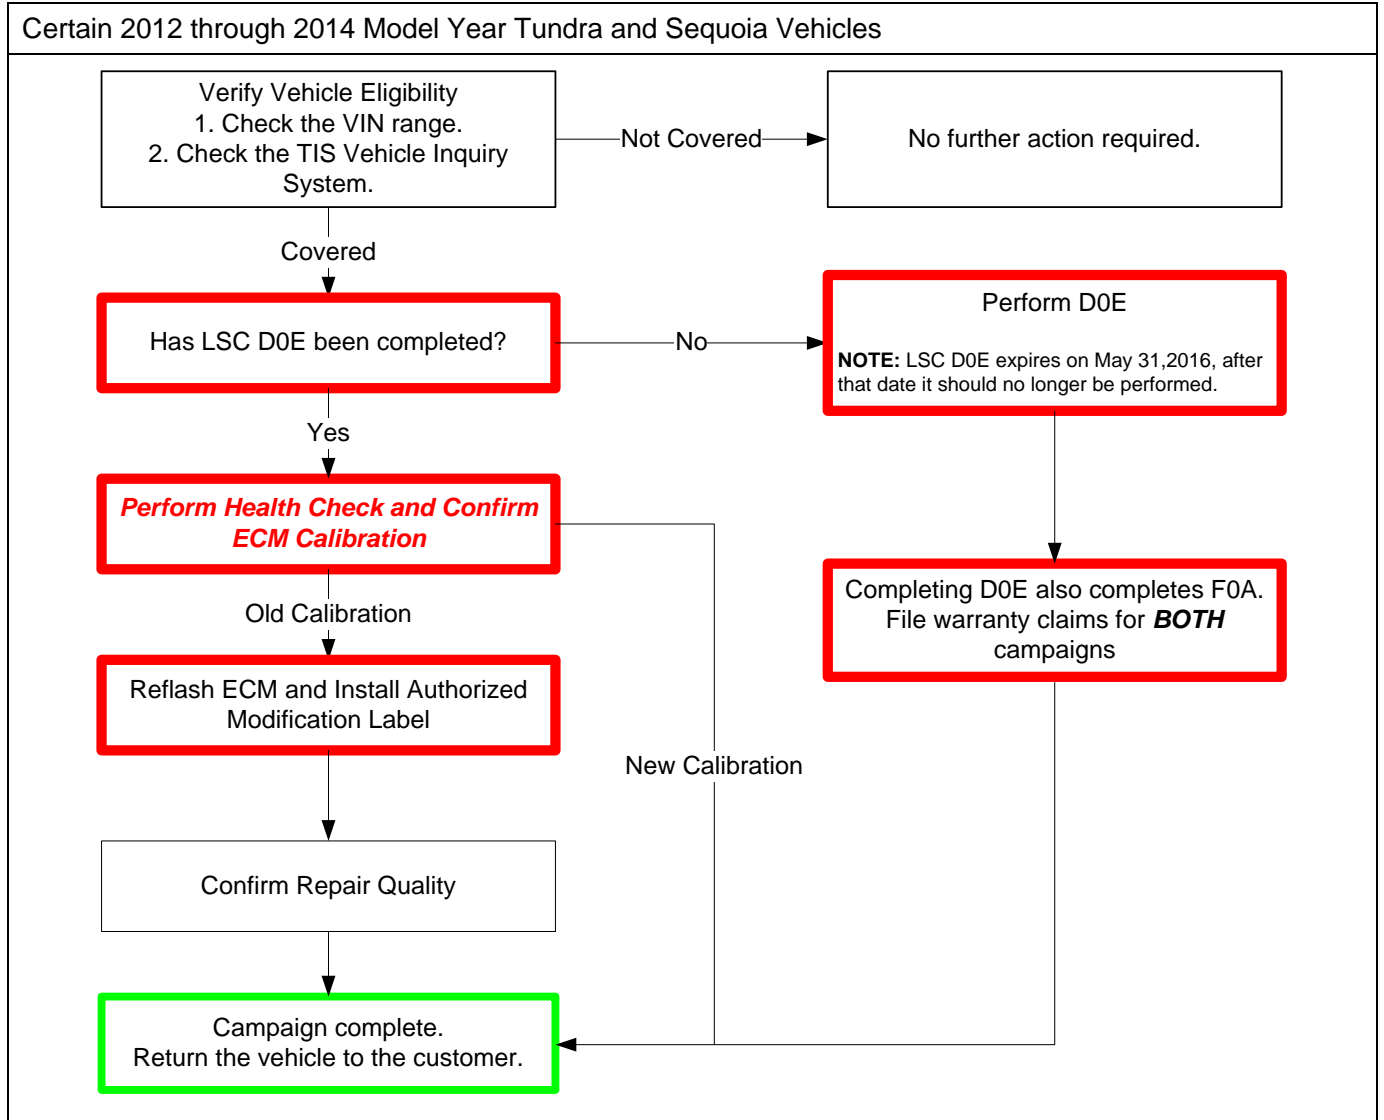 Certain 2012 through 2014 Model Year Tundra and Sequoia Vehicles
Verify Vehicle Eligibility
1. Check the VIN range.
2. Check the TIS Vehicle Inquiry
System.
Not Covered
No further action required.
Covered
Has LSC D0E been completed?
No
Perform D0E
NOTE: LSC D0E expires on May 31,2016, after
that date it should no longer be performed.
Yes
Perform Health Check and Confirm
ECM Calibration
Completing D0E also completes F0A.
File warranty claims for BOTH
campaigns
Old Calibration
Reflash ECM and Install Authorized
Modification Label
New Calibration
Confirm Repair Quality
Campaign complete.
Return the vehicle to the customer.